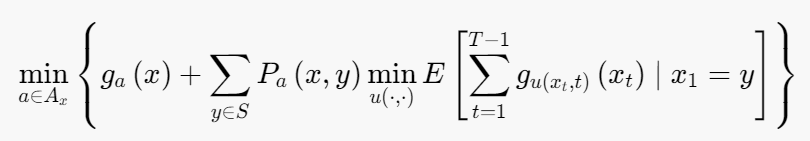 \min_{a \in A_x} \left\{ g_a(x) + \sum_{y \in S} P_a(x, y) \min_{u(\cdot,\cdot)} E \left[ \sum_{t=1}^{T-1} g_{u(x_t,t)}(x_t) \mid x_1 = y \right] \right\}